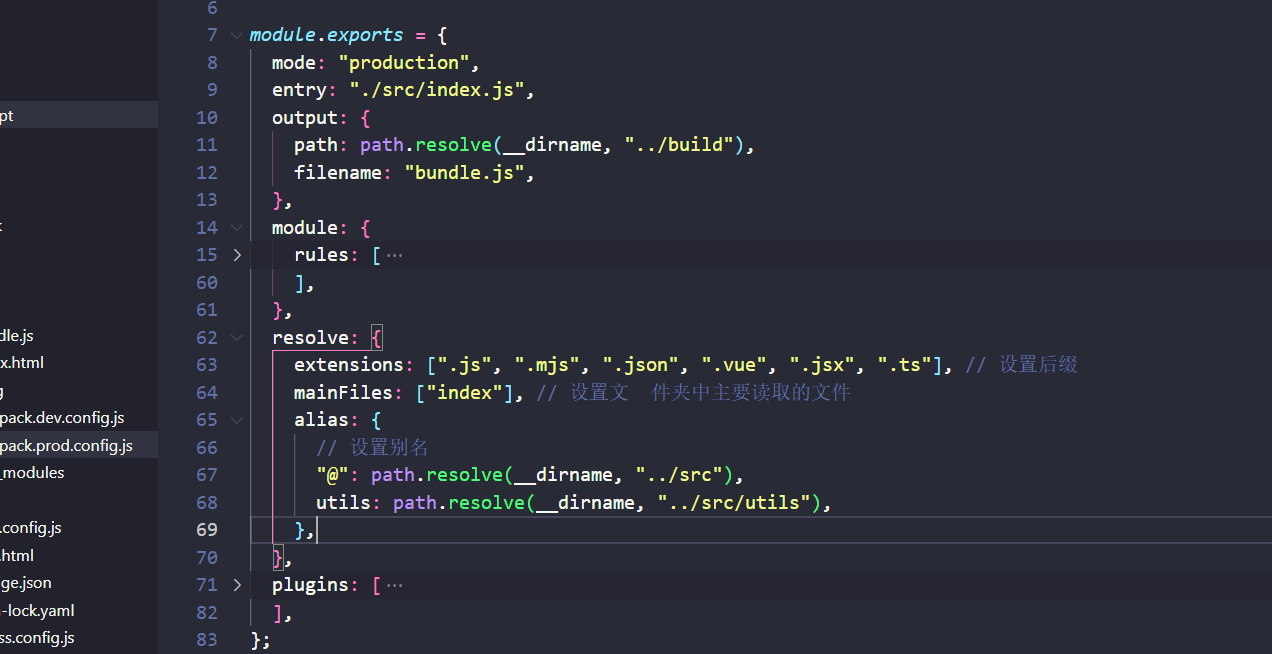 6
7 module.exports = {
8 mode: "production",
9 entry: "./src/index.js",
10 output: {
11 path: path.resolve(__dirname, "../build"),
12 filename: "bundle.js",
13 },
14 module: {
15 rules: [ ···
60 ],
61 },
62 resolve: {
63 extensions: [".js", ".mjs", ".json", ".vue", ".jsx", ".ts"], // 设置后缀
64 mainFiles: ["index"], // 设置文 件夹中主要读取的文件
65 alias: {
66 // 设置别名
67 "@": path.resolve(__dirname, "../src"),
68 utils: path.resolve(__dirname, "../src/utils"),
69 },
70 },
71 plugins: [ ···
82 ],
83 };
pt
dle.js
x.html
g
pack.dev.config.js
pack.prod.config.js
_modules
.config.js
.html
ge.json
-lock.yaml
ss.config.js